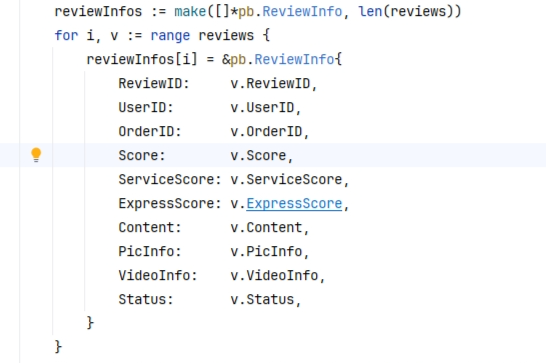 reviewInfos := make([]*pb.ReviewInfo, len(reviews))
for i, v := range reviews {
reviewInfos[i] = &pb.ReviewInfo{
ReviewID: v.ReviewID,
UserID: v.UserID,
OrderID: v.OrderID,
Score: v.Score,
ServiceScore: v.ServiceScore,
ExpressScore: v.ExpressScore,
Content: v.Content,
PicInfo: v.PicInfo,
VideoInfo: v.VideoInfo,
Status: v.Status,
}
}